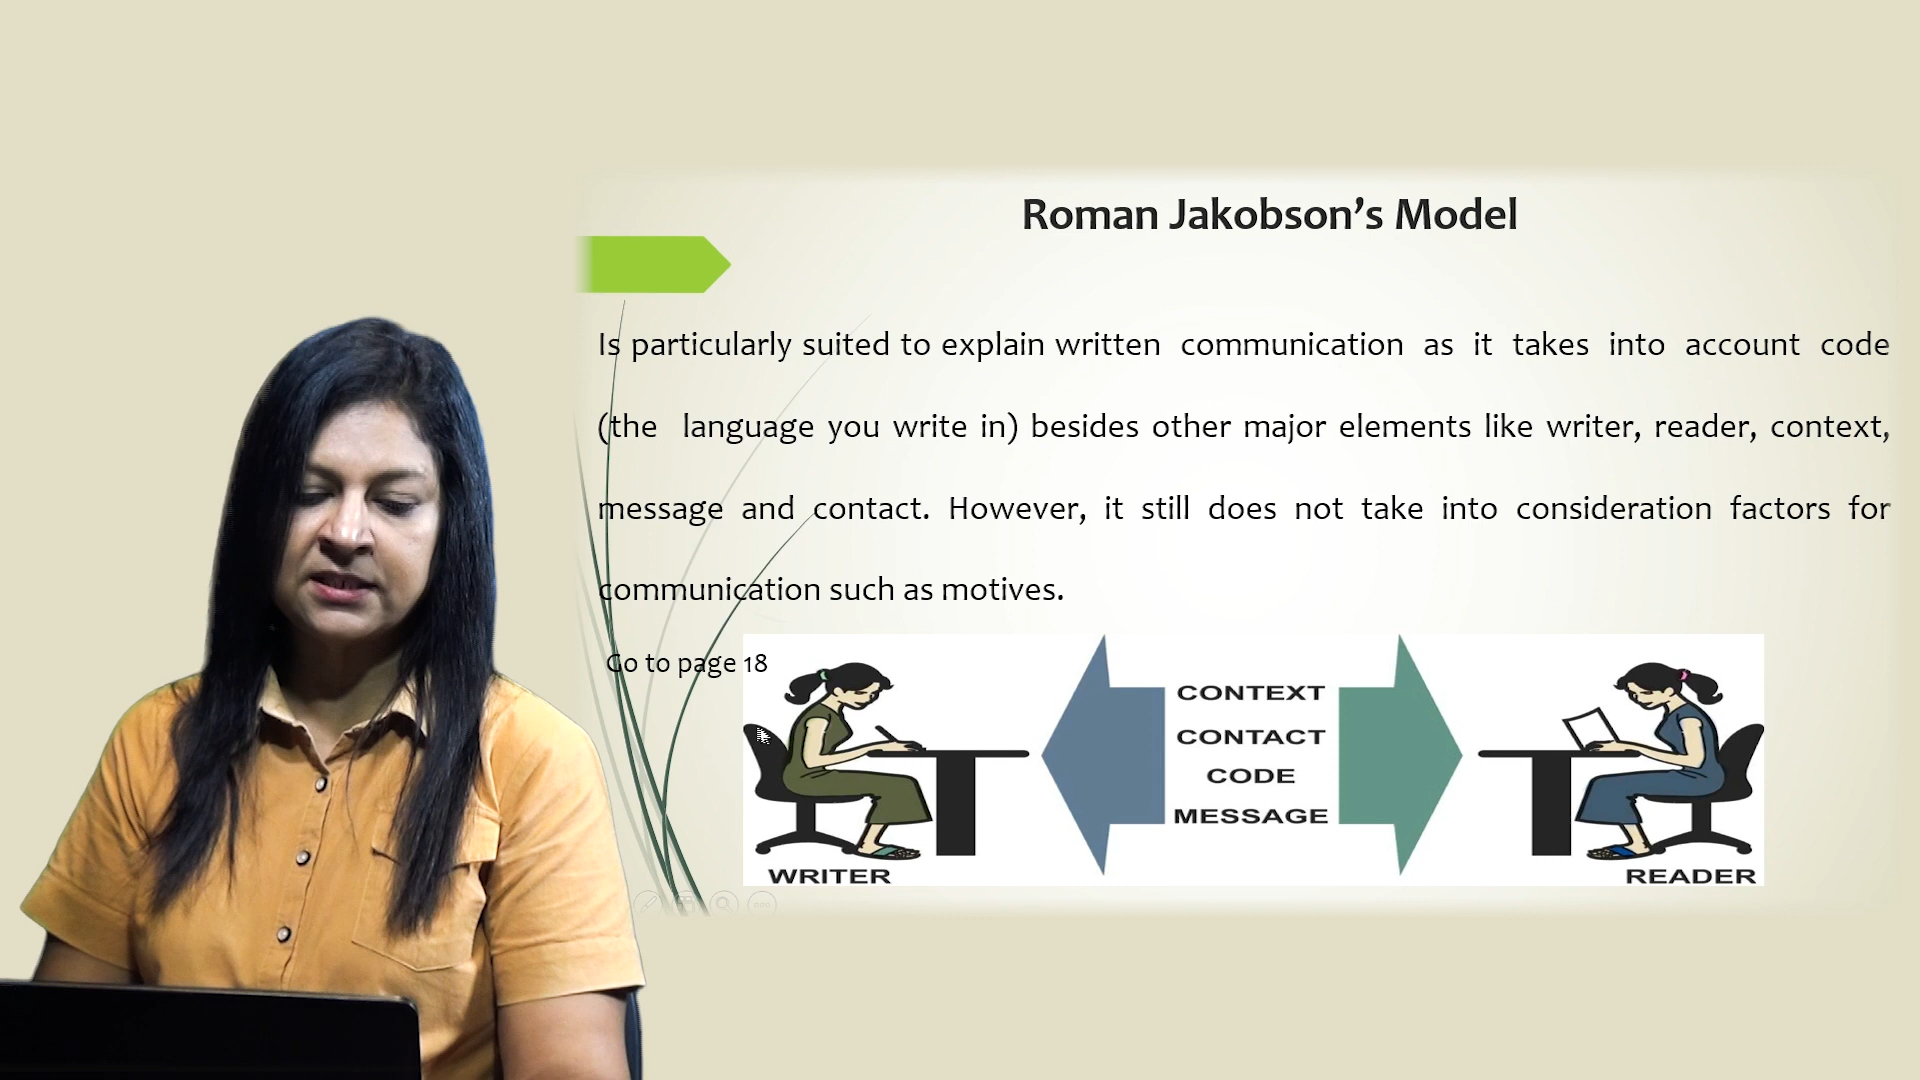 Roman Jakobson’s Model
Is particularly suited to explain written communication as it takes into account code
(the language you write in) besides other major elements like writer, reader, context,
message and contact. However, it still does not take into consideration factors for
communication such as motives.
Go to page 18
CONTEXT
CONTACT
CODE
MESSAGE
WRITER
READER